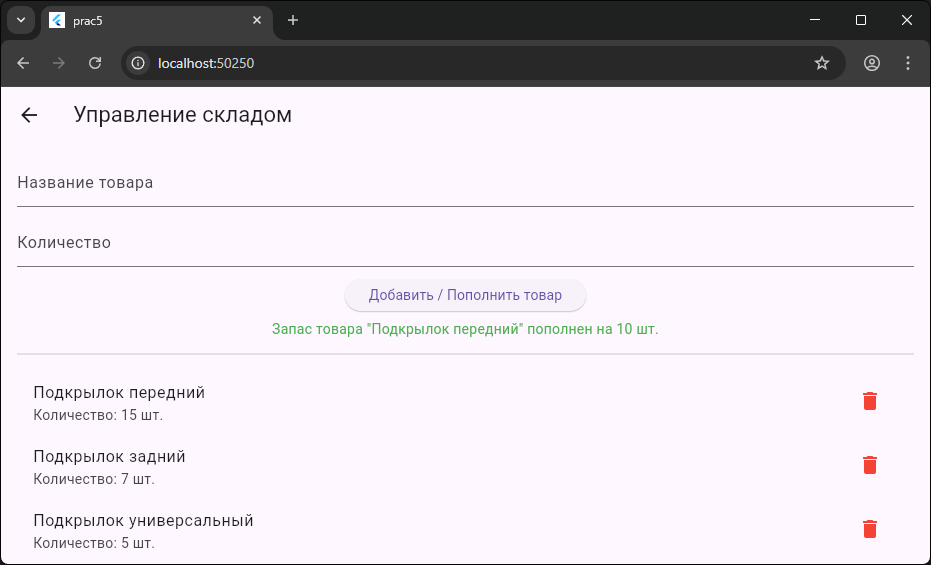 prac5
localhost:50250
Управление складом
Название товара
Количество
Добавить / Пополнить товар
Запас товара "Подкрылок передний" пополнен на 10 шт.
Подкрылок передний
Количество: 15 шт.
Подкрылок задний
Количество: 7 шт.
Подкрылок универсальный
Количество: 5 шт.